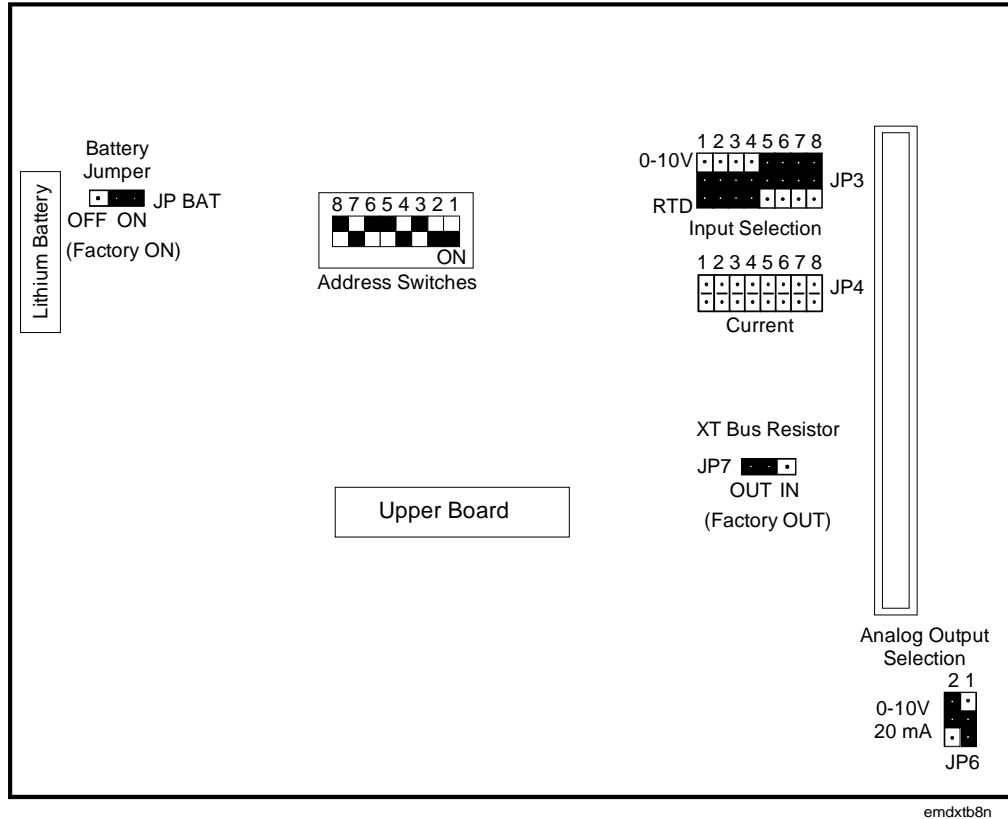 Battery
Jumper
JP BAT
OFF ON
(Factory ON)
Lithium Battery
8 7 6 5 4 3 2 1
ON
Address Switches
1 2 3 4 5 6 7 8
0-10V
JP3
RTD
Input Selection
1 2 3 4 5 6 7 8
JP4
Current
XT Bus Resistor
JP7
OUT IN
(Factory OUT)
Upper Board
Analog Output
Selection
2 1
0-10V
20 mA
JP6
emdxtb8n